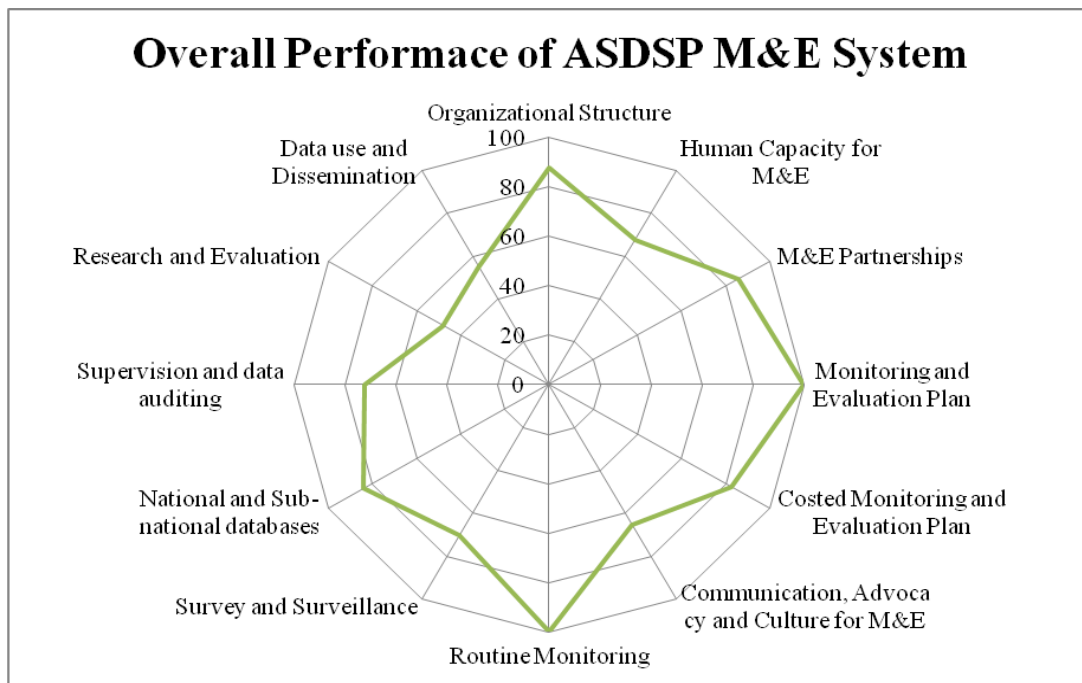 Overall Performace of ASDSP M&E System
Organizational Structure
Human Capacity for
M&E
M&E Partnerships
Monitoring and
Evaluation Plan
Costed Monitoring and
Evaluation Plan
Communication, Advoca
cy and Culture for M&E
Routine Monitoring
Survey and Surveillance
National and Sub-
national databases
Supervision and data
auditing
Research and Evaluation
Data use and
Dissemination
100
80
60
40
20
0